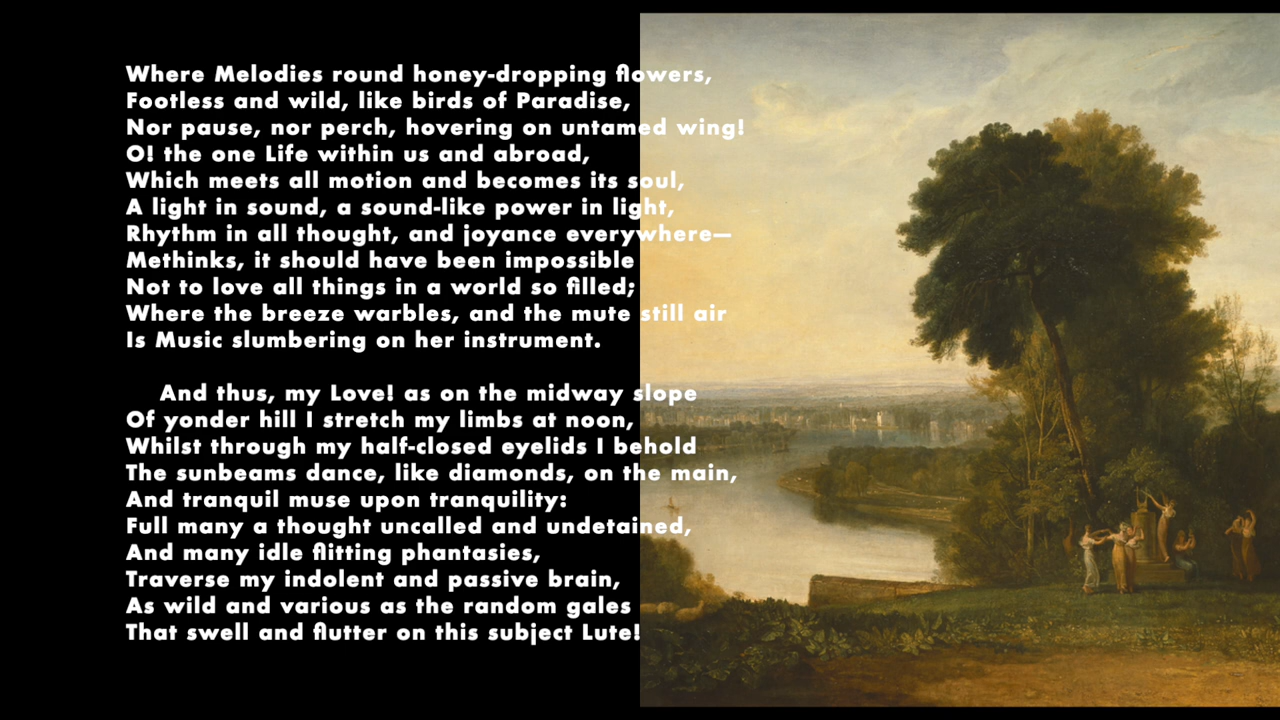 Where Melodies round honey-dropping flowers,
Footless and wild, like birds of Paradise,
Nor pause, nor perch, hovering on untamed wing!
O! the one Life within us and abroad,
Which meets all motion and becomes its soul,
A light in sound, a sound-like power in light,
Rhythm in all thought, and joyance everywhere—
Methinks, it should have been impossible
Not to love all things in a world so filled;
Where the breeze warbles, and the mute still air
Is Music slumbering on her instrument.
And thus, my Love! as on the midway slope
Of yonder hill I stretch my limbs at noon,
Whilst through my half-closed eyelids I behold
The sunbeams dance, like diamonds, on the main,
And tranquil muse upon tranquility:
Full many a thought uncalled and undetained,
And many idle flitting phantasies,
Traverse my indolent and passive brain,
As wild and various as the random gales
That swell and flutter on this subject Lute!